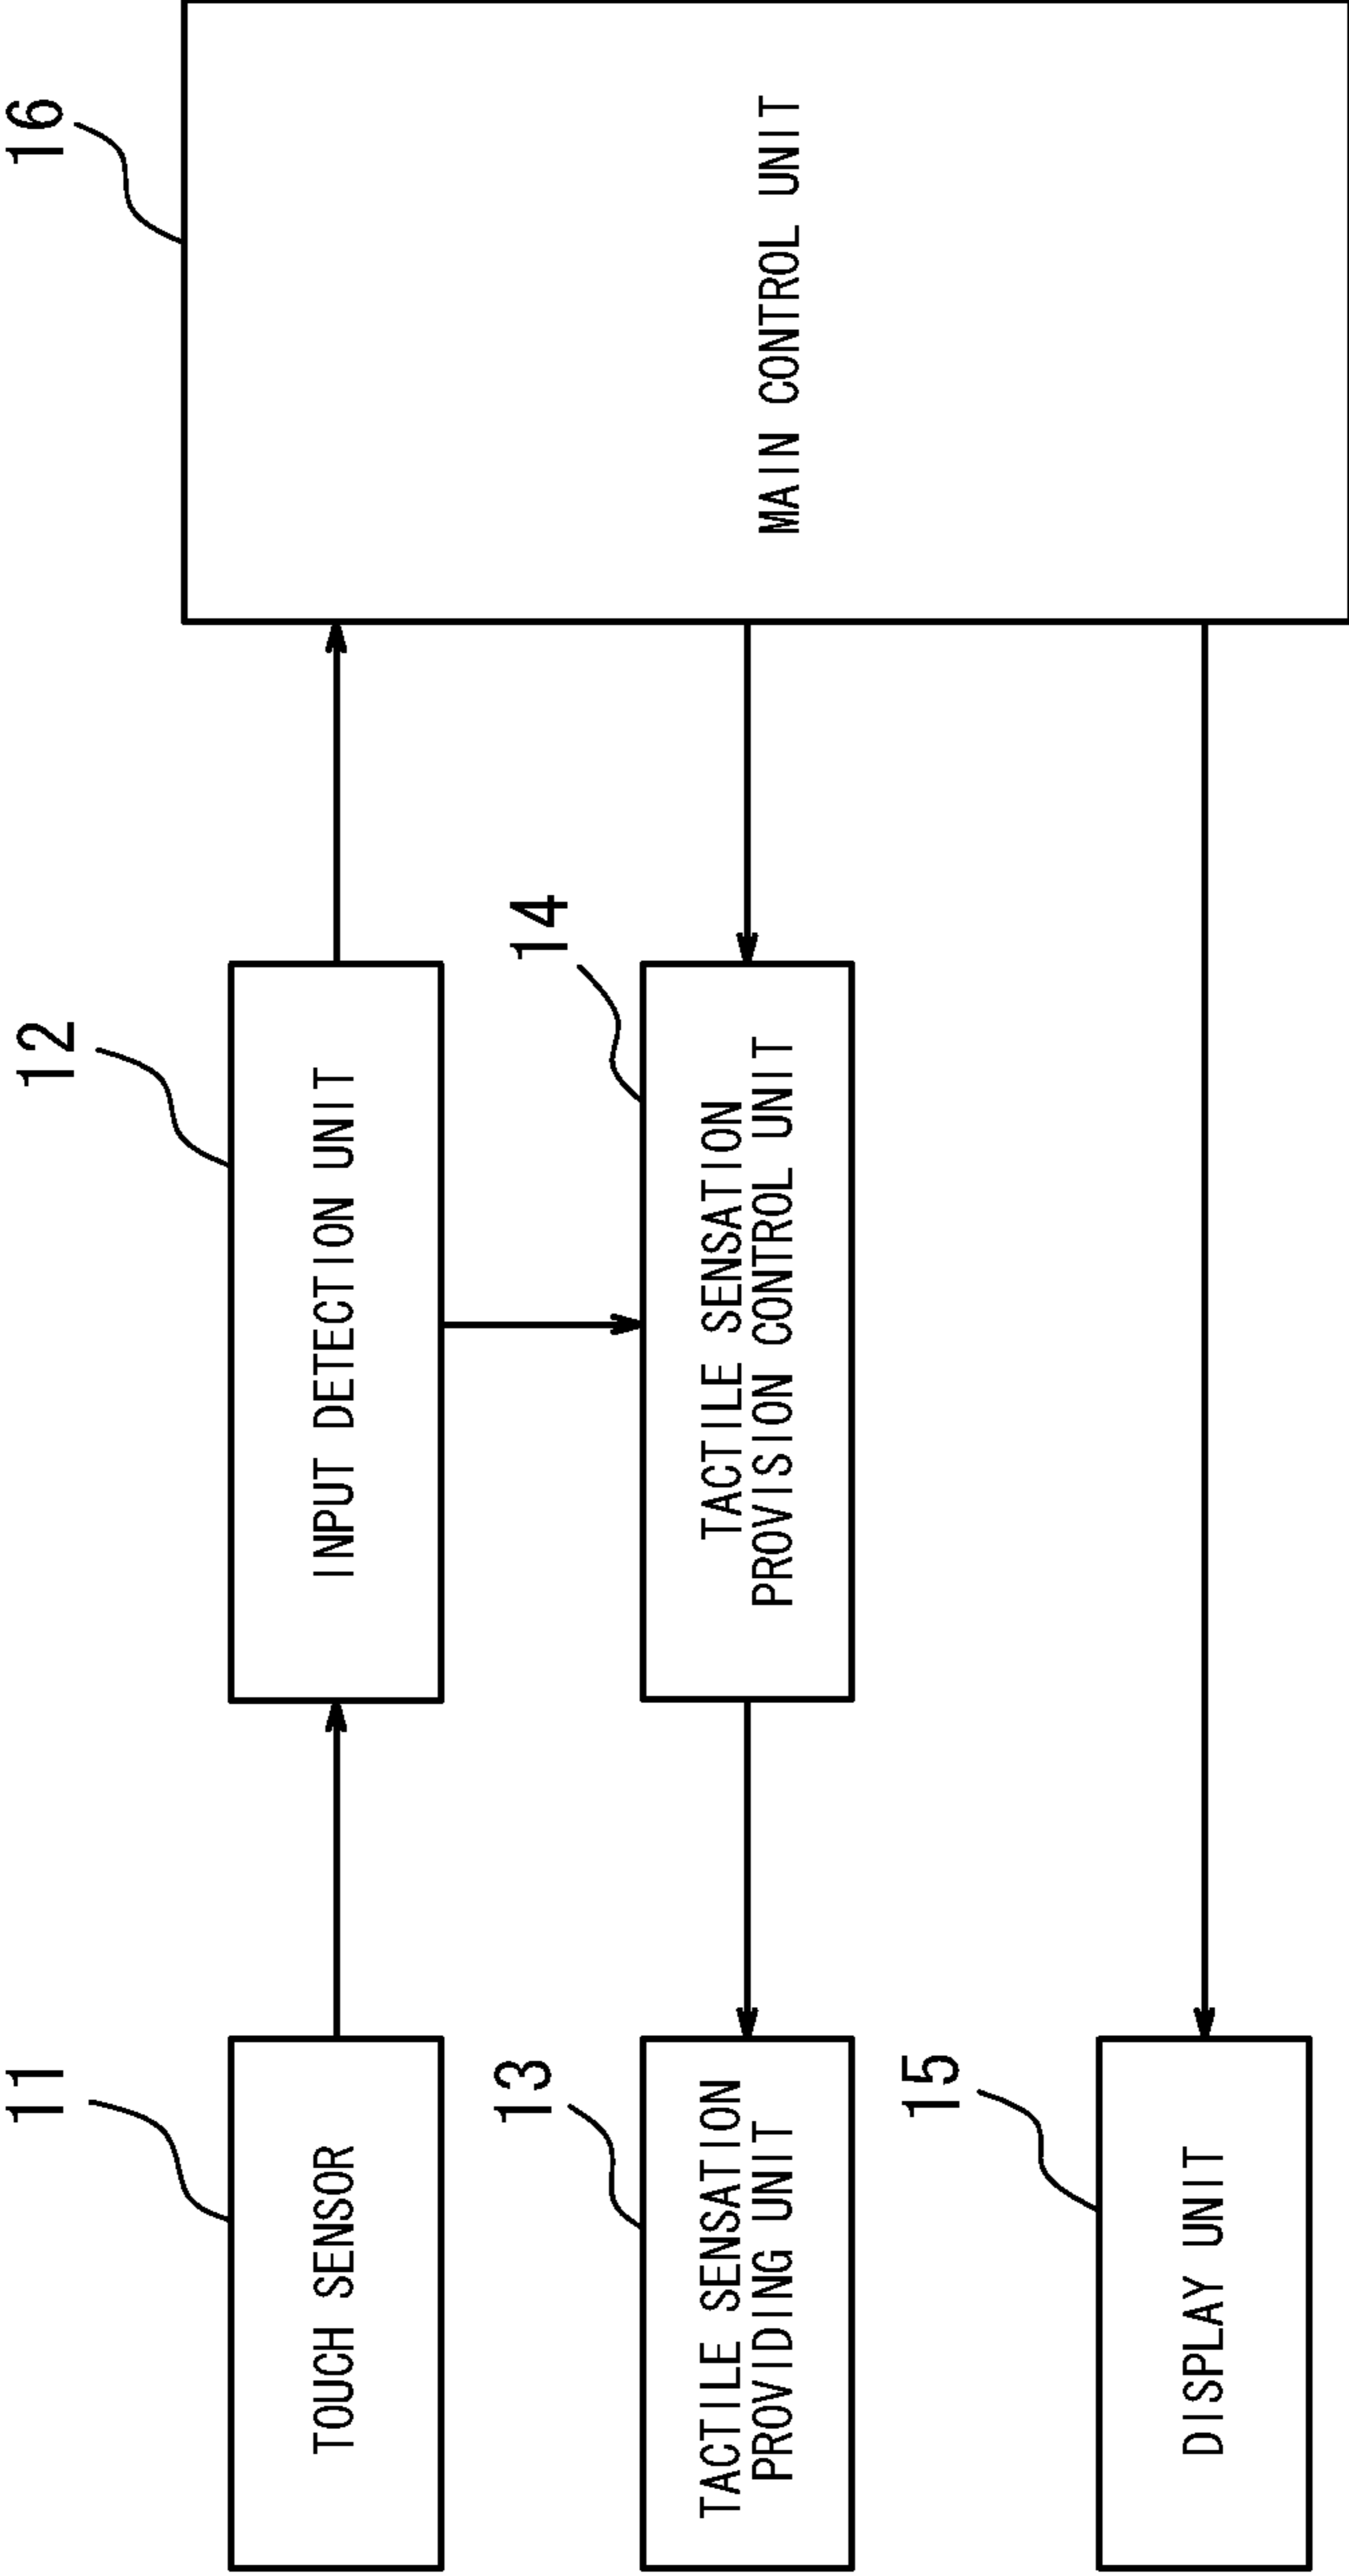 11
TOUCH SENSOR
12
INPUT DETECTION UNIT
16
MAIN CONTROL UNIT
13
TACTILE SENSATION
PROVIDING UNIT
14
TACTILE SENSATION
PROVISION CONTROL UNIT
15
DISPLAY UNIT